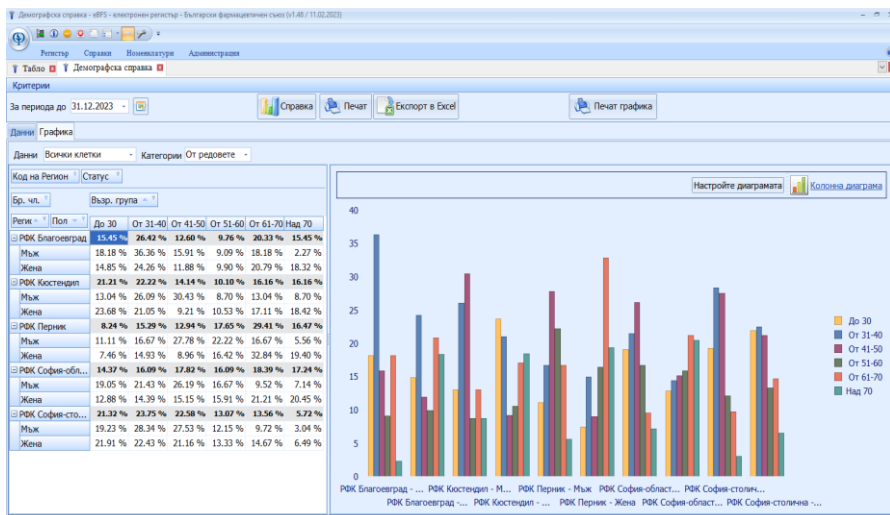 Демографска справка - eBFS - електронен регистър - Български фармацевтичен съюз (v1.48 / 11.02.2023)
Регистър Справки Номенклатури Администрация
Табло Демографска справка
Критерии
За периода до 31.12.2023 Справка Печат Експорт в Excel Печат графика
Данни Графика
Данни Всички клетки Категории От редовете
Код на Регион Статус
Настройте диаграмата Колонна диаграма
Бр. чл. Възр. група
Реги Пол До 30 От 31-40 От 41-50 От 51-60 От 61-70 Над 70
РФК Благоевград 15.45 % 26.42 % 12.60 % 9.76 % 20.33 % 15.45 %
Мъж 18.18 % 36.36 % 15.91 % 9.09 % 18.18 % 2.27 %
Жена 14.85 % 24.26 % 11.88 % 9.90 % 20.79 % 18.32 %
РФК Кюстендил 21.21 % 22.22 % 14.14 % 10.10 % 16.16 % 16.16 %
Мъж 13.04 % 26.09 % 30.43 % 8.70 % 13.04 % 8.70 %
Жена 23.68 % 21.05 % 9.21 % 10.53 % 17.11 % 18.42 %
РФК Перник 8.24 % 15.29 % 12.94 % 17.65 % 29.41 % 16.47 %
Мъж 11.11 % 16.67 % 27.78 % 22.22 % 16.67 % 5.56 %
Жена 7.46 % 14.93 % 8.96 % 16.42 % 32.84 % 19.40 %
РФК София-обл... 14.37 % 16.09 % 17.82 % 16.09 % 18.39 % 17.24 %
Мъж 19.05 % 21.43 % 26.19 % 16.67 % 9.52 % 7.14 %
Жена 12.88 % 14.39 % 15.15 % 15.91 % 21.21 % 20.45 %
РФК София-сто... 21.32 % 23.75 % 22.58 % 13.07 % 13.56 % 5.72 %
Мъж 19.23 % 28.34 % 27.53 % 12.15 % 9.72 % 3.04 %
Жена 21.91 % 22.43 % 21.16 % 13.33 % 14.67 % 6.49 %
40
35
30
25
20
15
10
5
0
До 30
От 31-40
От 41-50
От 51-60
От 61-70
Над 70
РФК Благоевград - ... РФК Кюстендил - М... РФК Перник - Мъж РФК София-област... РФК София-столич...
РФК Благоевград -... РФК Кюстендил - ... РФК Перник - Жена РФК София-област... РФК София-столична -...